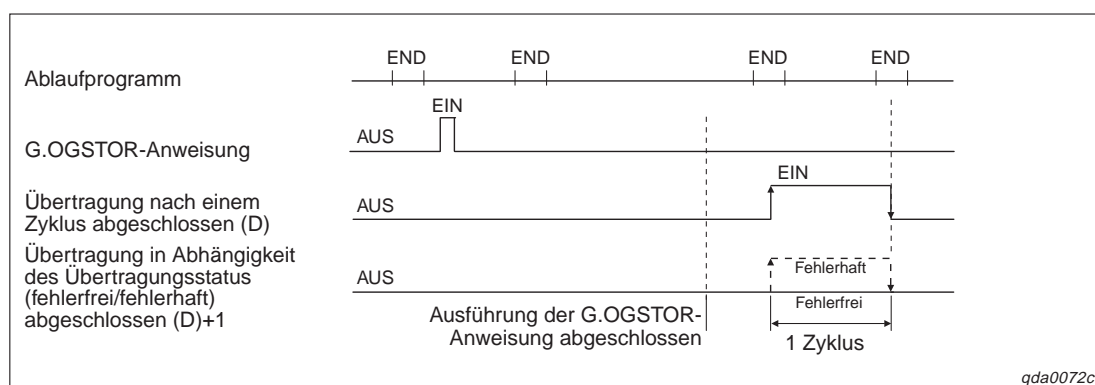 END END END END
Ablaufprogramm
EIN
AUS
G.OGSTOR-Anweisung
EIN
Übertragung nach einem
Zyklus abgeschlossen (D)
AUS
Übertragung in Abhängigkeit
des Übertragungsstatus
(fehlerfrei/fehlerhaft)
abgeschlossen (D)+1
AUS
Fehlerhaft
Fehlerfrei
Ausführung der G.OGSTOR-
Anweisung abgeschlossen
1 Zyklus
qda0072c